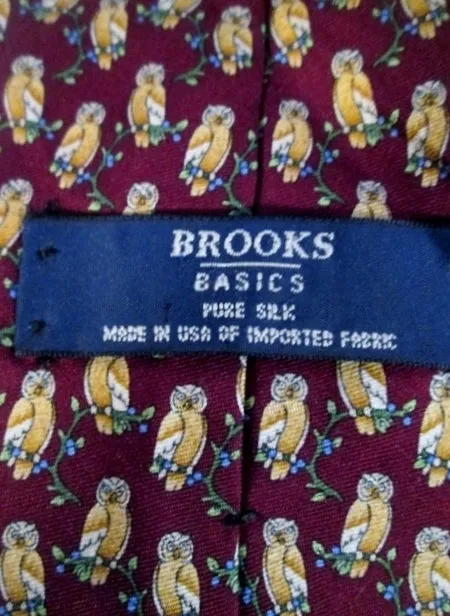 BROOKS
BASICS
PURE SILK
MADE IN USA OF IMPORTED FABRIC